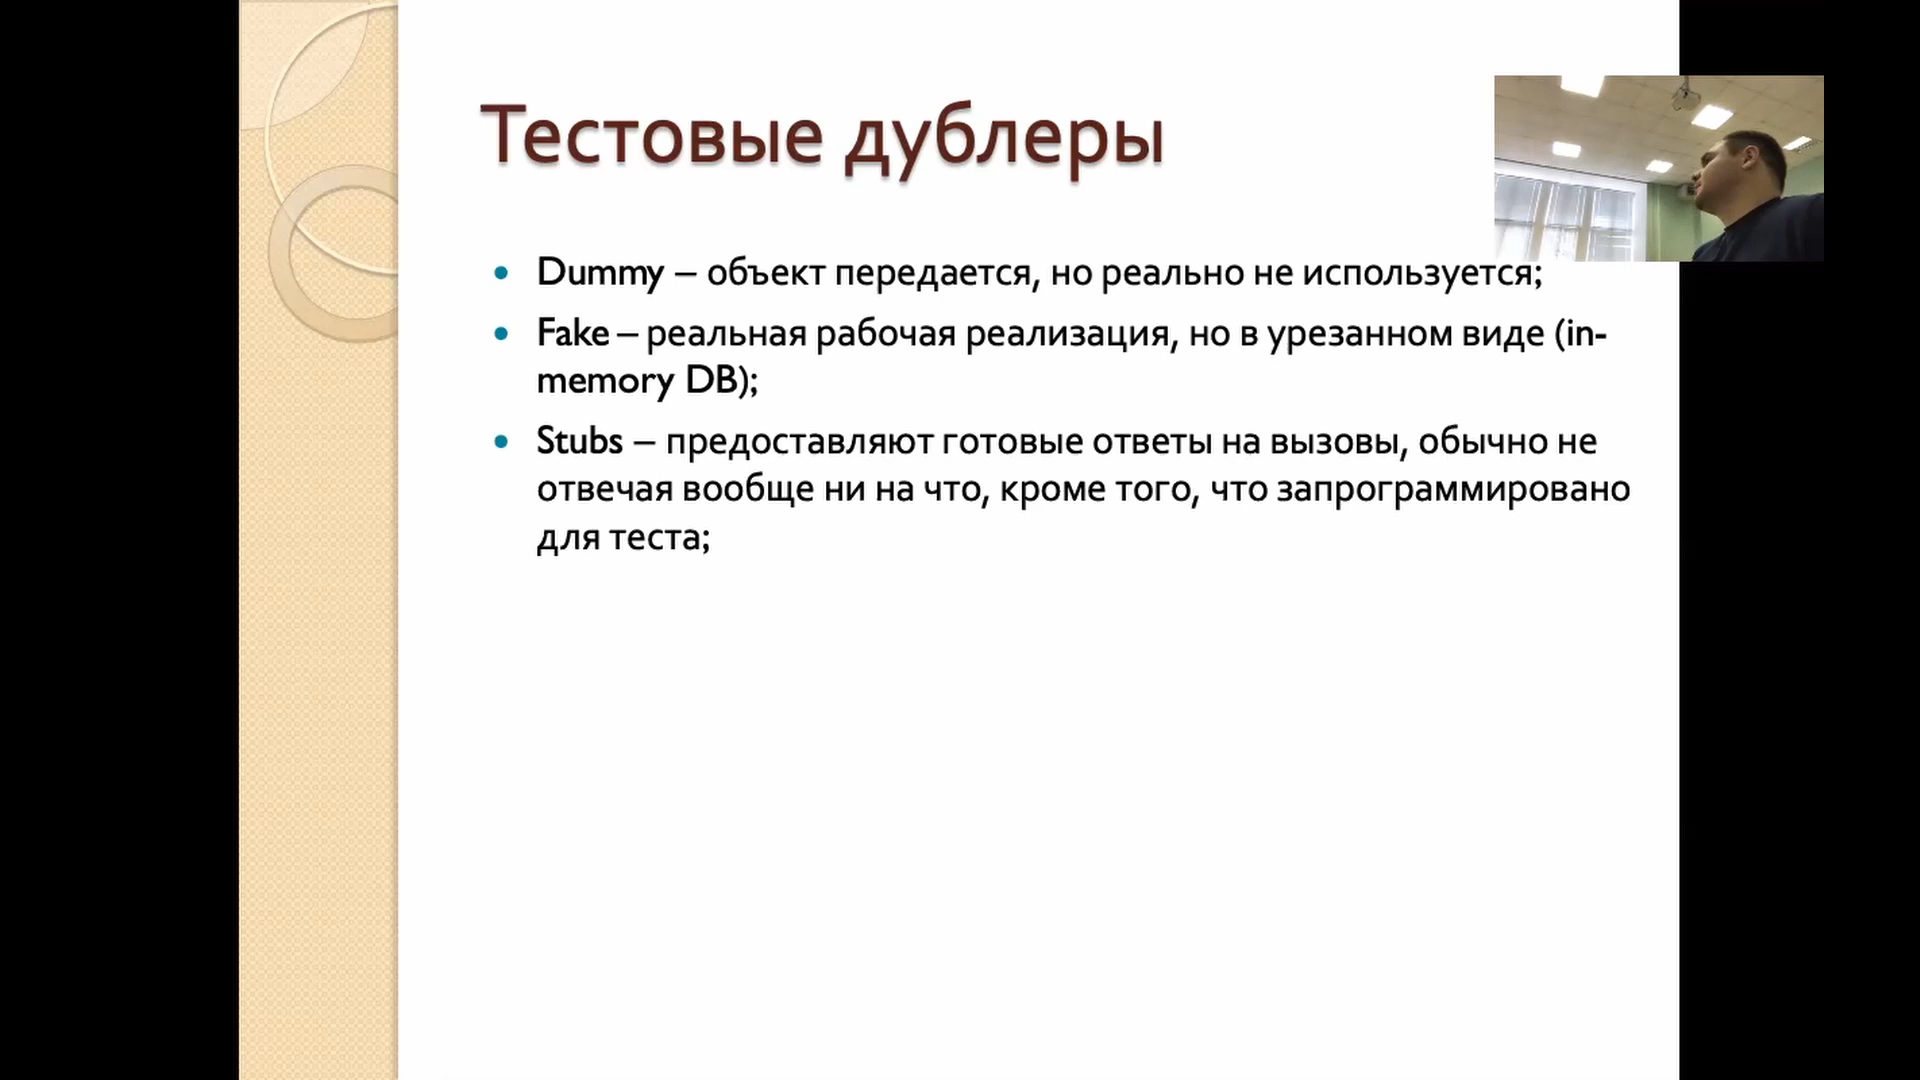 Тестовые дублеры
Dummy – объект передается, но реально не используется;
Fake – реальная рабочая реализация, но в урезанном виде (in-
memory DB);
Stubs – предоставляют готовые ответы на вызовы, обычно не
отвечая вообще ни на что, кроме того, что запрограммировано
для теста;